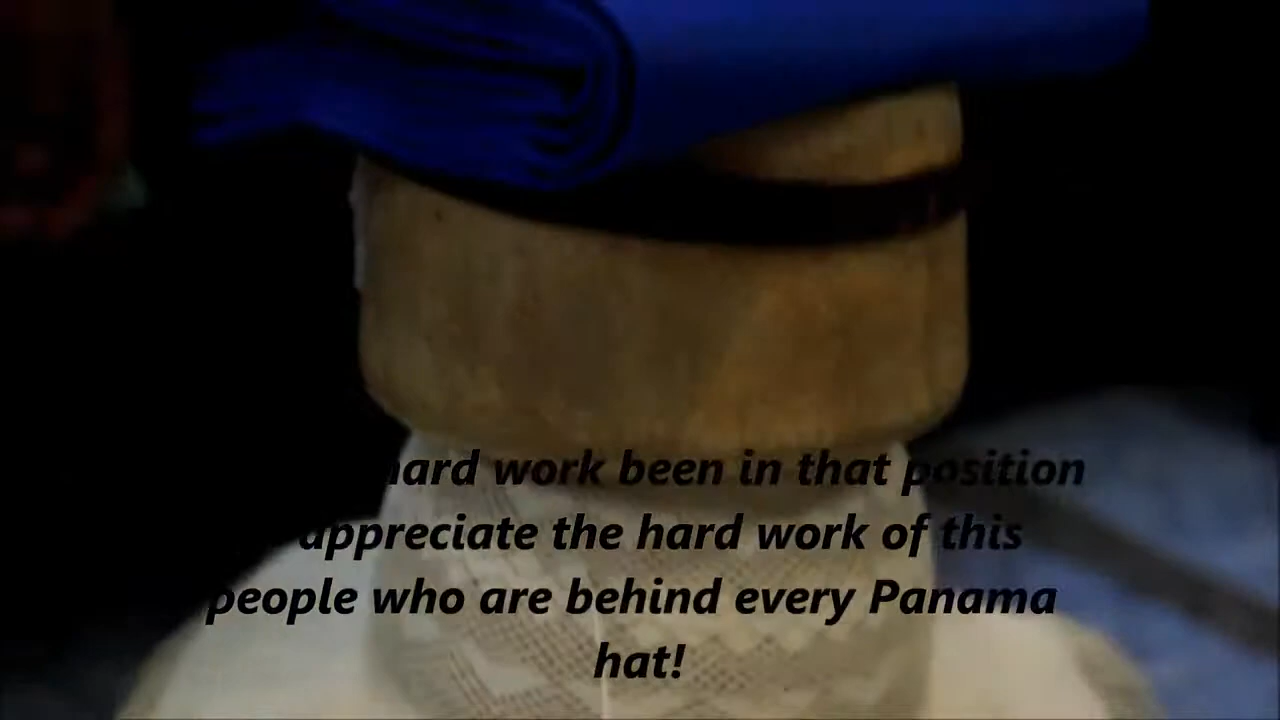 hard work been in that position
appreciate the hard work of this
people who are behind every Panama
hat!